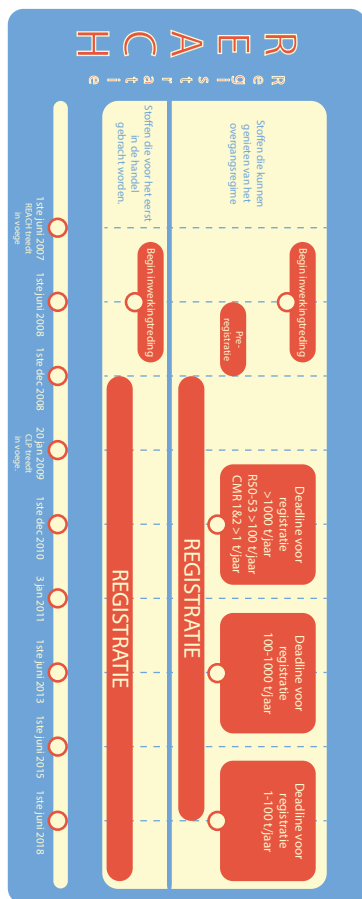 REACH
Registratie
Stoffen die kunnen
genieten van het
overgangsregime
Begin inwerkingtreding
Pre-
registratie
Deadline voor
registratie
>1000 t/jaar
R50-53 >100 t/jaar
CMR 1&2 >1 t/jaar
Deadline voor
registratie
100-1000 t/jaar
Deadline voor
registratie
1-100 t/jaar
REGISTRATIE
Stoffen die voor het eerst
in de handel
gebracht worden.
Begin inwerkingtreding
REGISTRATIE
1ste juni 2007
REACH treedt
in voege
1ste juni 2008
1ste dec 2008
20 jan 2009
CLP treedt
in voege.
1ste dec 2010
3 jan 2011
1ste juni 2013
1ste juni 2015
1ste juni 2018